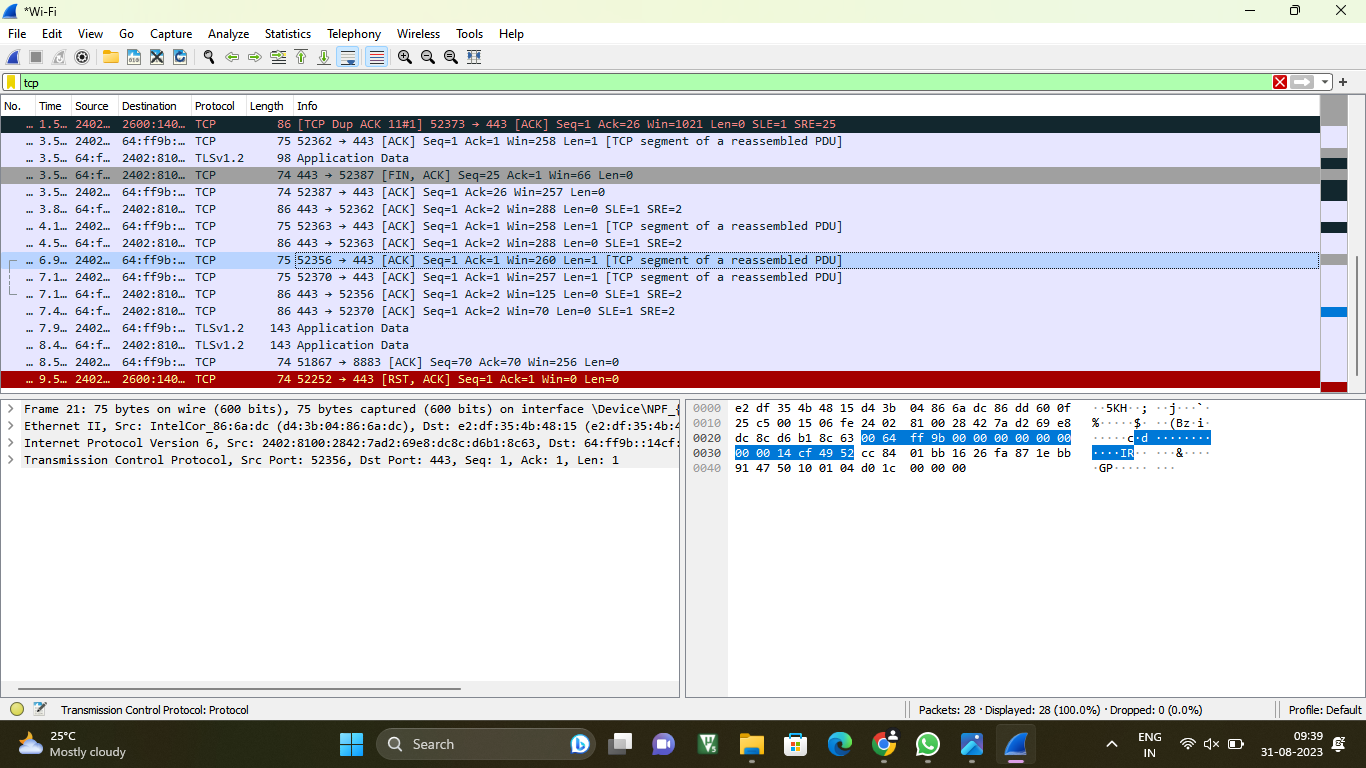 *Wi-Fi
File Edit View Go Capture Analyze Statistics Telephony Wireless Tools Help
tcp
No. Time Source Destination Protocol Length Info
… 1.5… 2402… 2600:140… TCP 86 [TCP Dup ACK 11#1] 52373 → 443 [ACK] Seq=1 Ack=26 Win=1021 Len=0 SLE=1 SRE=25
… 3.5… 2402… 64:ff9b:… TCP 75 52362 → 443 [ACK] Seq=1 Ack=1 Win=258 Len=1 [TCP segment of a reassembled PDU]
… 3.5… 64:f… 2402:810… TLSv1.2 98 Application Data
… 3.5… 64:f… 2402:810… TCP 74 443 → 52387 [FIN, ACK] Seq=25 Ack=1 Win=66 Len=0
… 3.5… 2402… 64:ff9b:… TCP 74 52387 → 443 [ACK] Seq=1 Ack=26 Win=257 Len=0
… 3.8… 64:f… 2402:810… TCP 86 443 → 52362 [ACK] Seq=1 Ack=2 Win=288 Len=0 SLE=1 SRE=2
… 4.1… 2402… 64:ff9b:… TCP 75 52363 → 443 [ACK] Seq=1 Ack=1 Win=258 Len=1 [TCP segment of a reassembled PDU]
… 4.5… 64:f… 2402:810… TCP 86 443 → 52363 [ACK] Seq=1 Ack=2 Win=288 Len=0 SLE=1 SRE=2
… 6.9… 2402… 64:ff9b:… TCP 75 52356 → 443 [ACK] Seq=1 Ack=1 Win=260 Len=1 [TCP segment of a reassembled PDU]
… 7.1… 2402… 64:ff9b:… TCP 75 52370 → 443 [ACK] Seq=1 Ack=1 Win=257 Len=1 [TCP segment of a reassembled PDU]
… 7.1… 64:f… 2402:810… TCP 86 443 → 52356 [ACK] Seq=1 Ack=2 Win=125 Len=0 SLE=1 SRE=2
… 7.4… 64:f… 2402:810… TCP 86 443 → 52370 [ACK] Seq=1 Ack=2 Win=70 Len=0 SLE=1 SRE=2
… 7.9… 2402… 64:ff9b:… TLSv1.2 143 Application Data
… 8.4… 64:f… 2402:810… TLSv1.2 143 Application Data
… 8.5… 2402… 64:ff9b:… TCP 74 51867 → 8883 [ACK] Seq=70 Ack=70 Win=256 Len=0
… 9.5… 2402… 2600:140… TCP 74 52252 → 443 [RST, ACK] Seq=1 Ack=1 Win=0 Len=0
Frame 21: 75 bytes on wire (600 bits), 75 bytes captured (600 bits) on interface \Device\NPF_{
Ethernet II, Src: IntelCor_86:6a:dc (d4:3b:04:86:6a:dc), Dst: e2:df:35:4b:48:15 (e2:df:35:4b:4
Internet Protocol Version 6, Src: 2402:8100:2842:7ad2:69e8:dc8c:d6b1:8c63, Dst: 64:ff9b::14cf:
Transmission Control Protocol, Src Port: 52356, Dst Port: 443, Seq: 1, Ack: 1, Len: 1
0000 e2 df 35 4b 48 15 d4 3b 04 86 6a dc 86 dd 60 0f ··5KH··; ··j···`·
0010 25 c5 00 15 06 fe 24 02 81 00 28 42 7a d2 69 e8 %·····$· ··(Bz·i·
0020 dc 8c d6 b1 8c 63 00 64 ff 9b 00 00 00 00 00 00 ·····c·d ········
0030 00 00 14 cf 49 52 cc 84 01 bb 16 26 fa 87 1e bb ····IR·· ···&····
0040 91 47 50 10 01 04 d0 1c 00 00 00 ·GP····· ···
Transmission Control Protocol: Protocol
Packets: 28 · Displayed: 28 (100.0%) · Dropped: 0 (0.0%)
Profile: Default
25°C
Mostly cloudy
Search
ENG
IN
09:39
31-08-2023